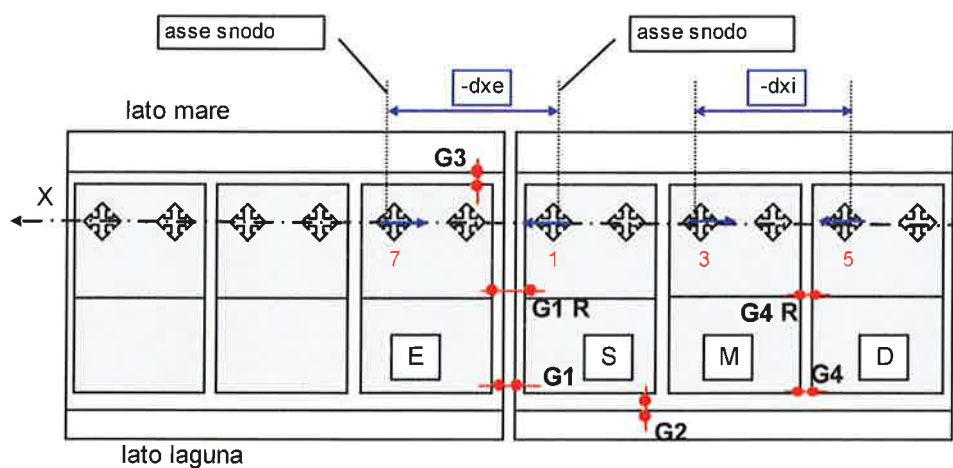 asse snodo
asse snodo
-dxe
-dxi
lato mare
G3
X
7
1
3
5
G1 R
G4 R
E
S
M
D
G1
G4
G2
lato laguna